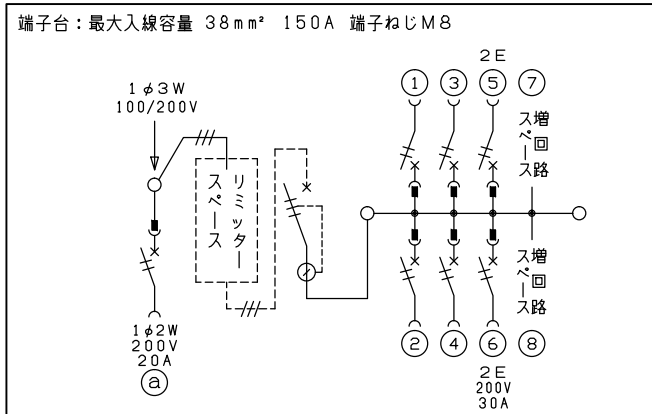 端子台：最大入線容量 38mm² 150A 端子ねじM8
2E
① ③ ⑤ ⑦
1φ3W
100/200V
増回路
スペース
リミッター
スペース
増回路
スペース
② ④ ⑥ ⑧
1φ2W
200V
20A
ⓐ
2E
200V
30A